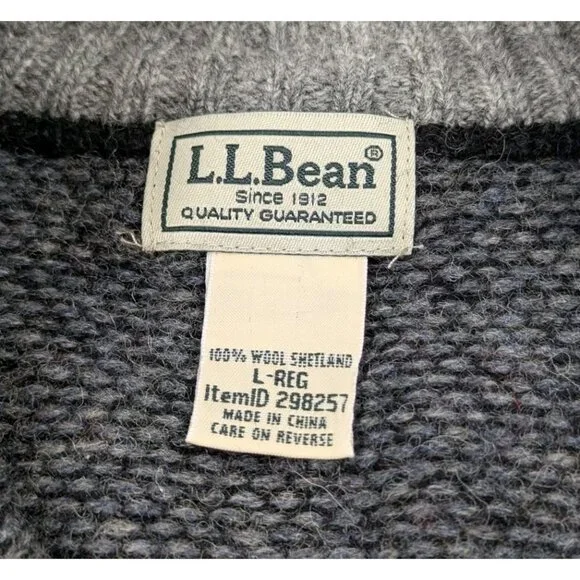 L.L.Bean®
Since 1912
QUALITY GUARANTEED
100% WOOL SHETLAND
L-REG
ItemID 298257
MADE IN CHINA
CARE ON REVERSE